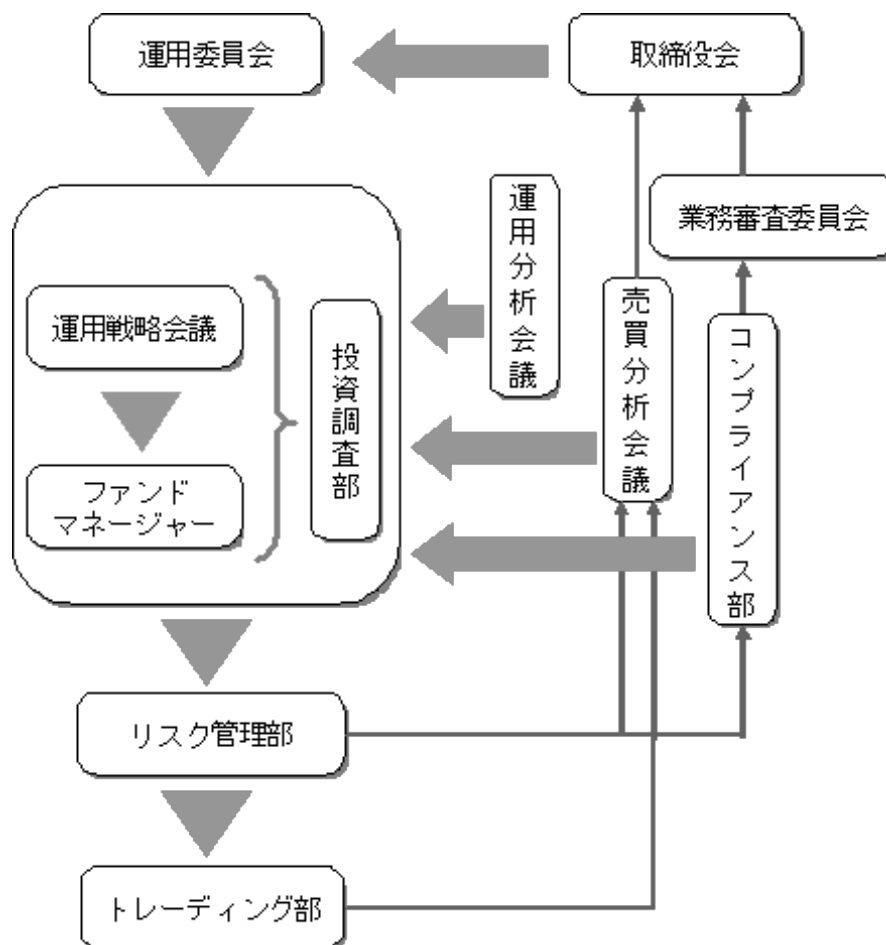 運用委員会
取締役会
運用分析会議
業務審査委員会
売買分析会議
運用戦略会議
投資調査部
コンプライアンス部
ファンド
マネージャー
リスク管理部
トレーディング部